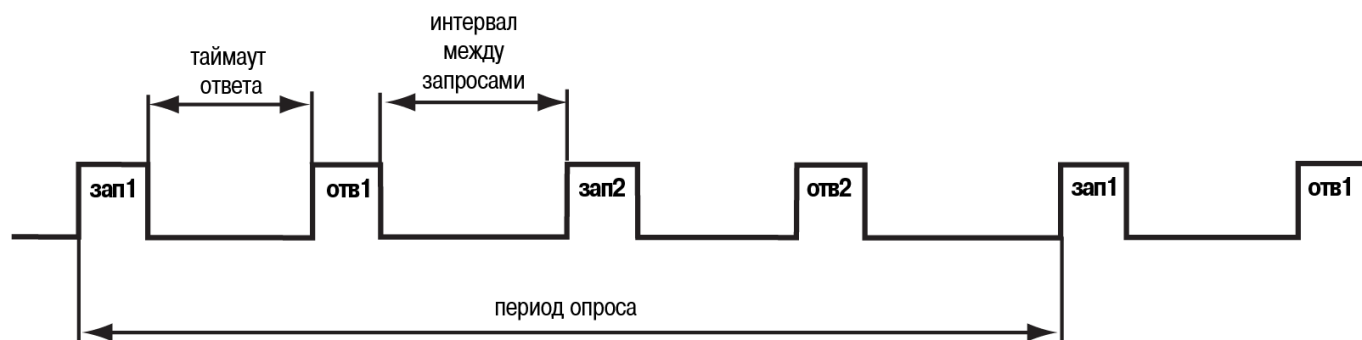 интервал
между
запросами
таймаут
ответа
зап1
отв1
зап2
отв2
зап1
отв1
период опроса